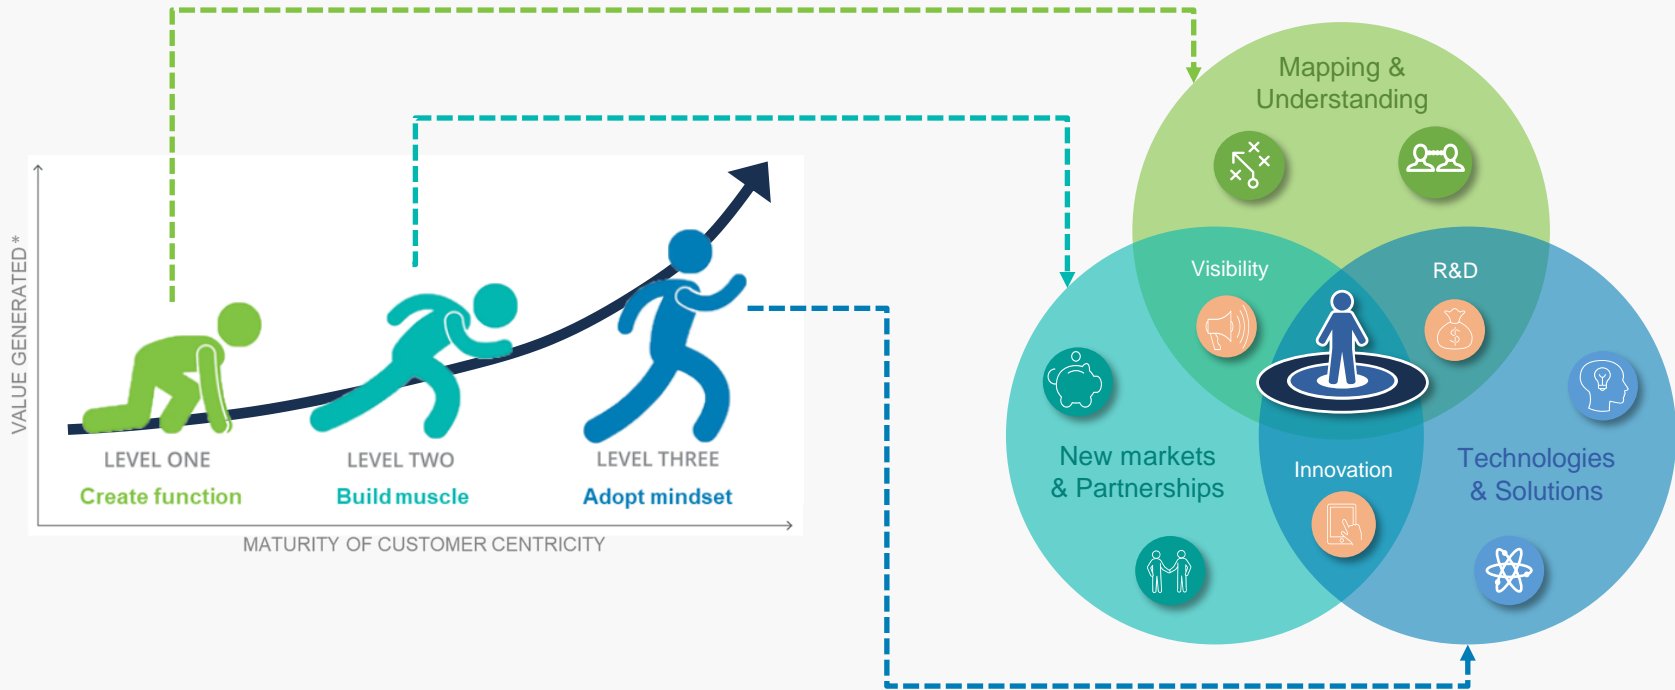 VALUE GENERATED*
LEVEL ONE
Create function
LEVEL TWO
Build muscle
LEVEL THREE
Adopt mindset
MATURITY OF CUSTOMER CENTRICITY
Mapping &
Understanding
Visibility
R&D
$
New markets
& Partnerships
Innovation
Technologies
& Solutions